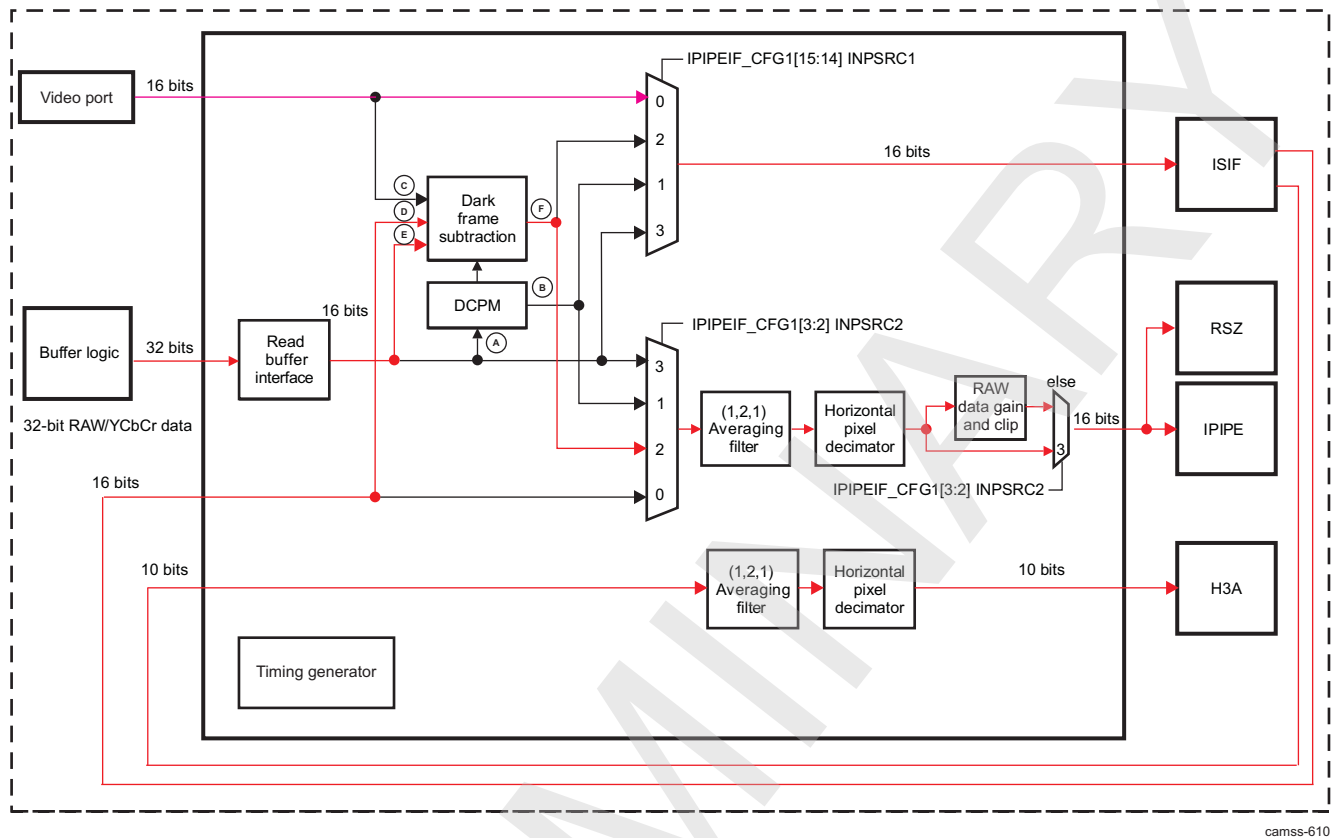 IPIPEIF_CFG1[15:14] INPSRC1
Video port
16 bits
0
2
1
3
16 bits
ISIF
C
D
E
F
Dark
frame
subtraction
B
DCPM
A
IPIPEIF_CFG1[3:2] INPSRC2
16 bits
Buffer logic
32 bits
Read
buffer
interface
32-bit RAW/YCbCr data
3
1
2
0
(1,2,1)
Averaging
filter
Horizontal
pixel
decimator
RAW
data gain
and clip
else
3
16 bits
IPIPEIF_CFG1[3:2] INPSRC2
RSZ
IPIPE
16 bits
10 bits
(1,2,1)
Averaging
filter
Horizontal
pixel
decimator
10 bits
H3A
Timing generator
MINARY
camss-610